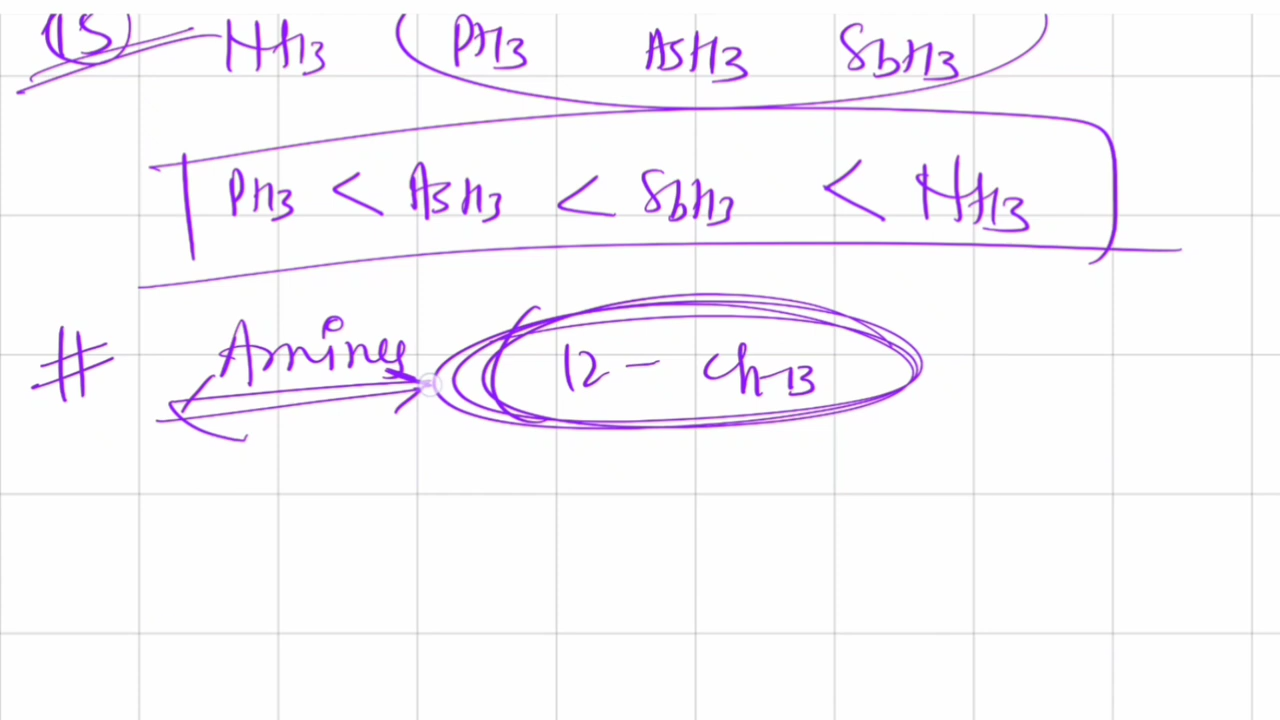 (15) NH3 PH3 AsH3 SbH3
PH3 < AsH3 < SbH3 < NH3
# Amines 12 - Ch-13